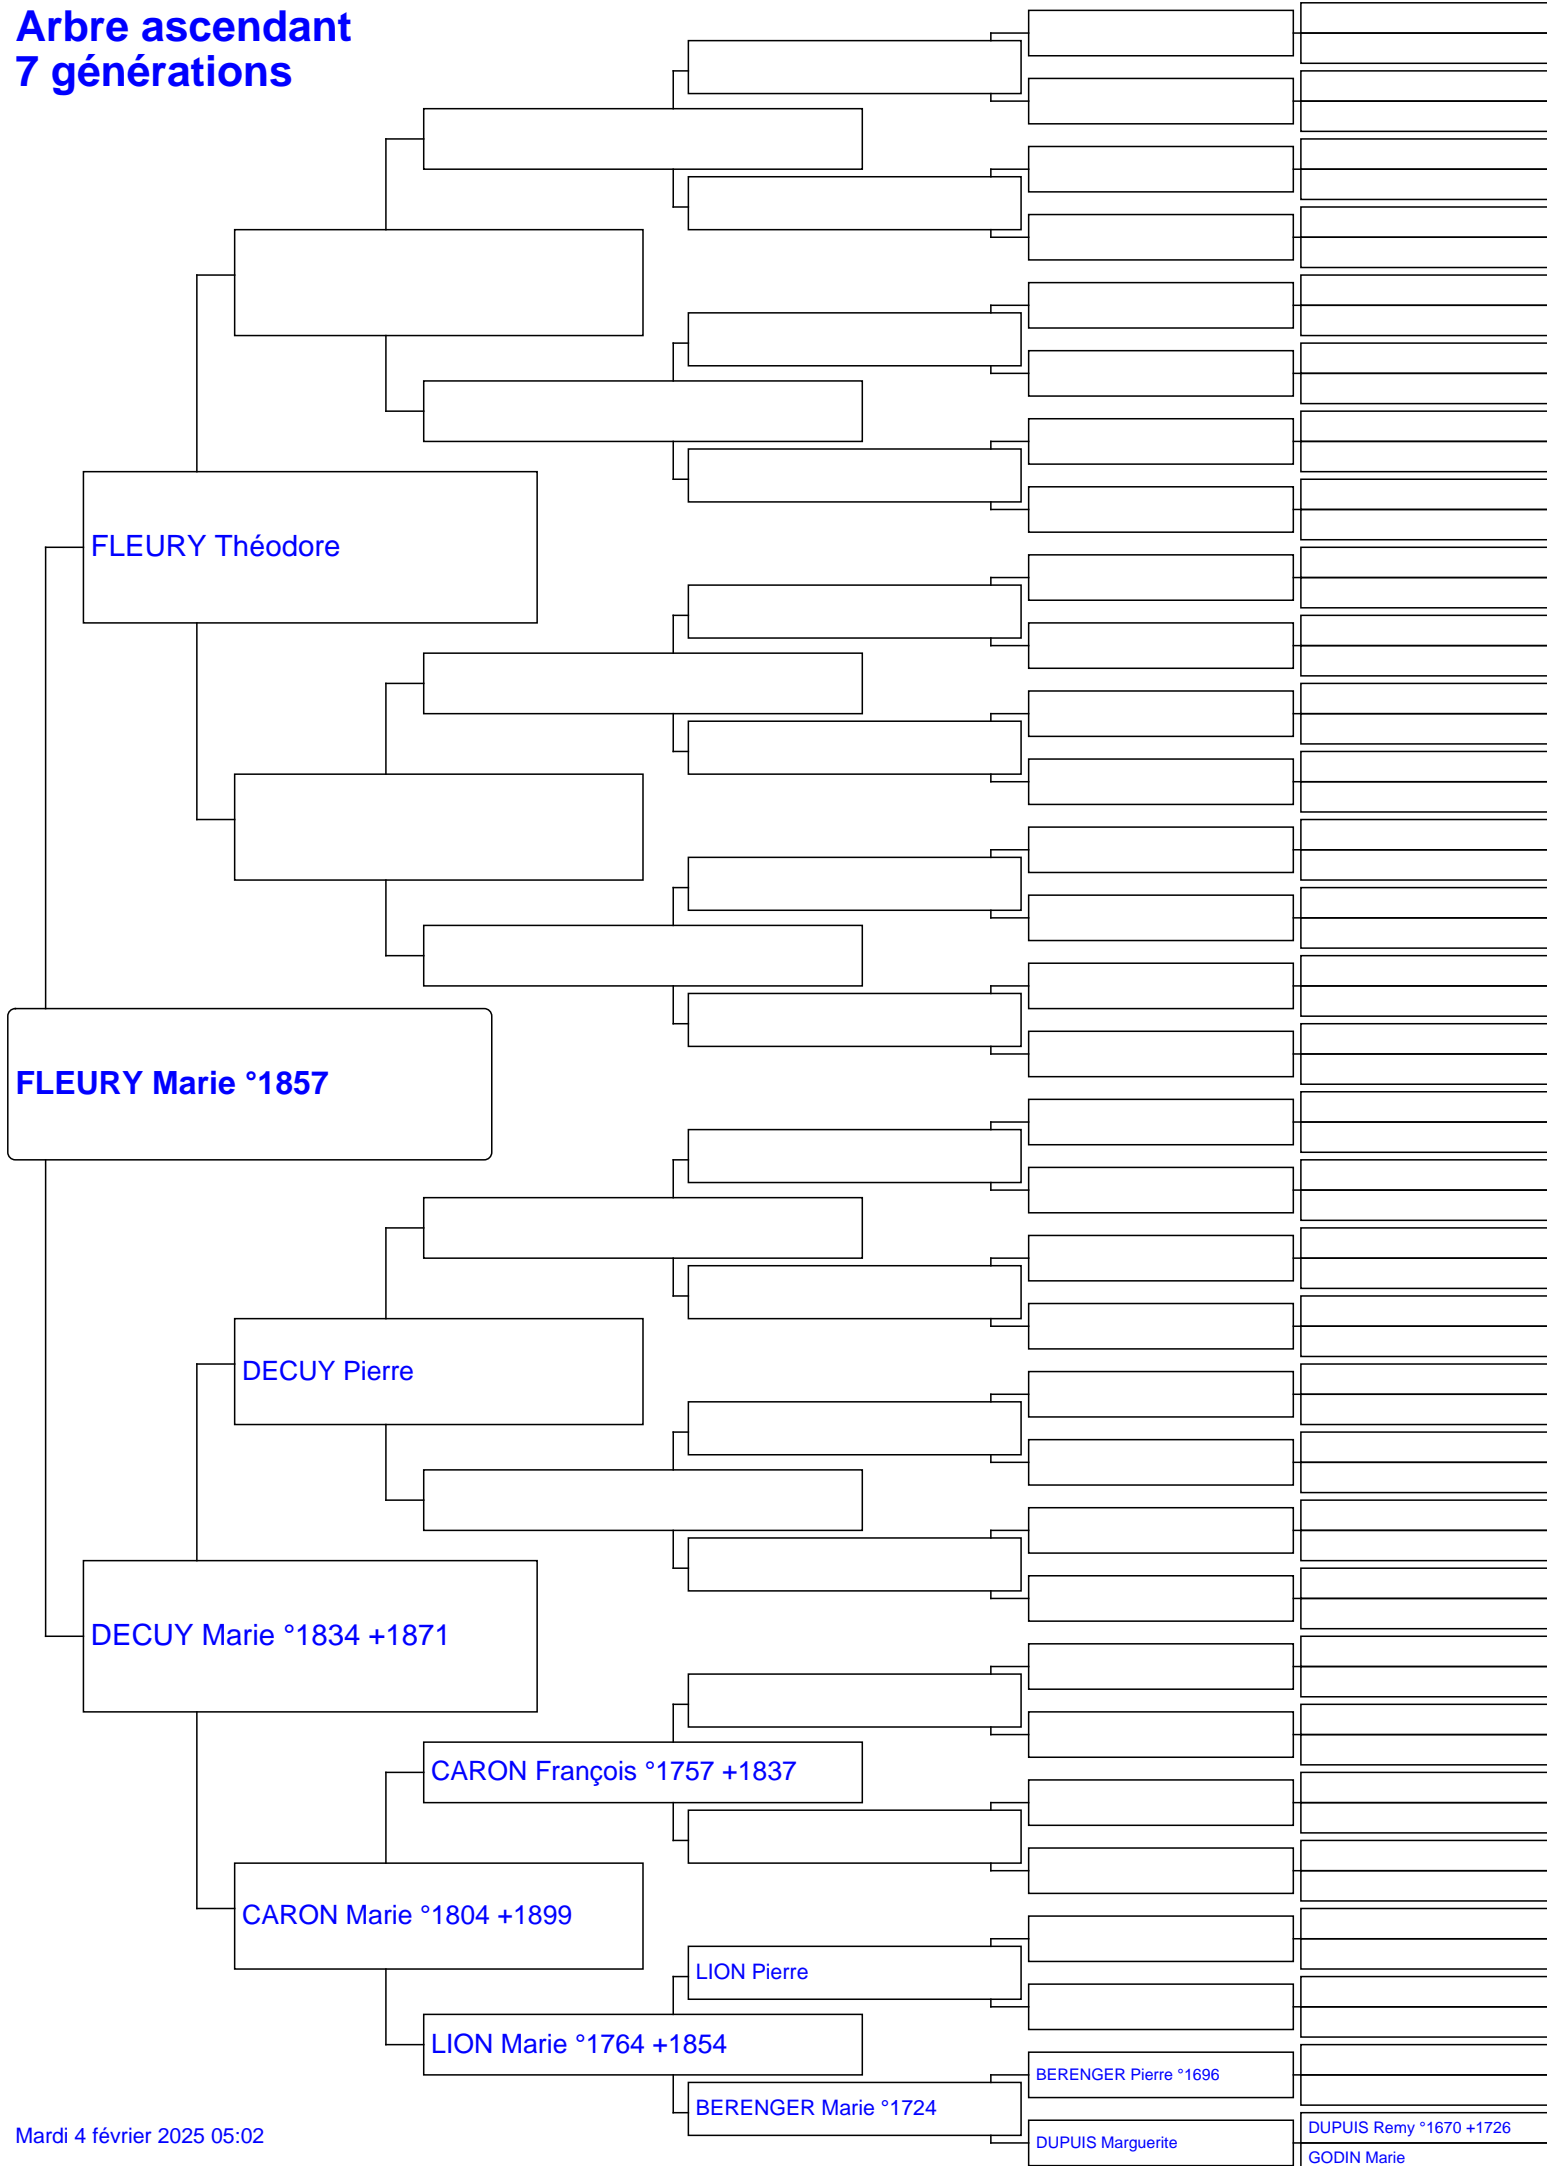 Arbre ascendant
7 générations
FLEURY Théodore
FLEURY Marie °1857
DECUY Pierre
DECUY Marie °1834 +1871
CARON François °1757 +1837
CARON Marie °1804 +1899
LION Pierre
LION Marie °1764 +1854
BERENGER Pierre °1696
BERENGER Marie °1724
DUPUIS Remy °1670 +1726
DUPUIS Marguerite
GODIN Marie
Mardi 4 février 2025 05:02